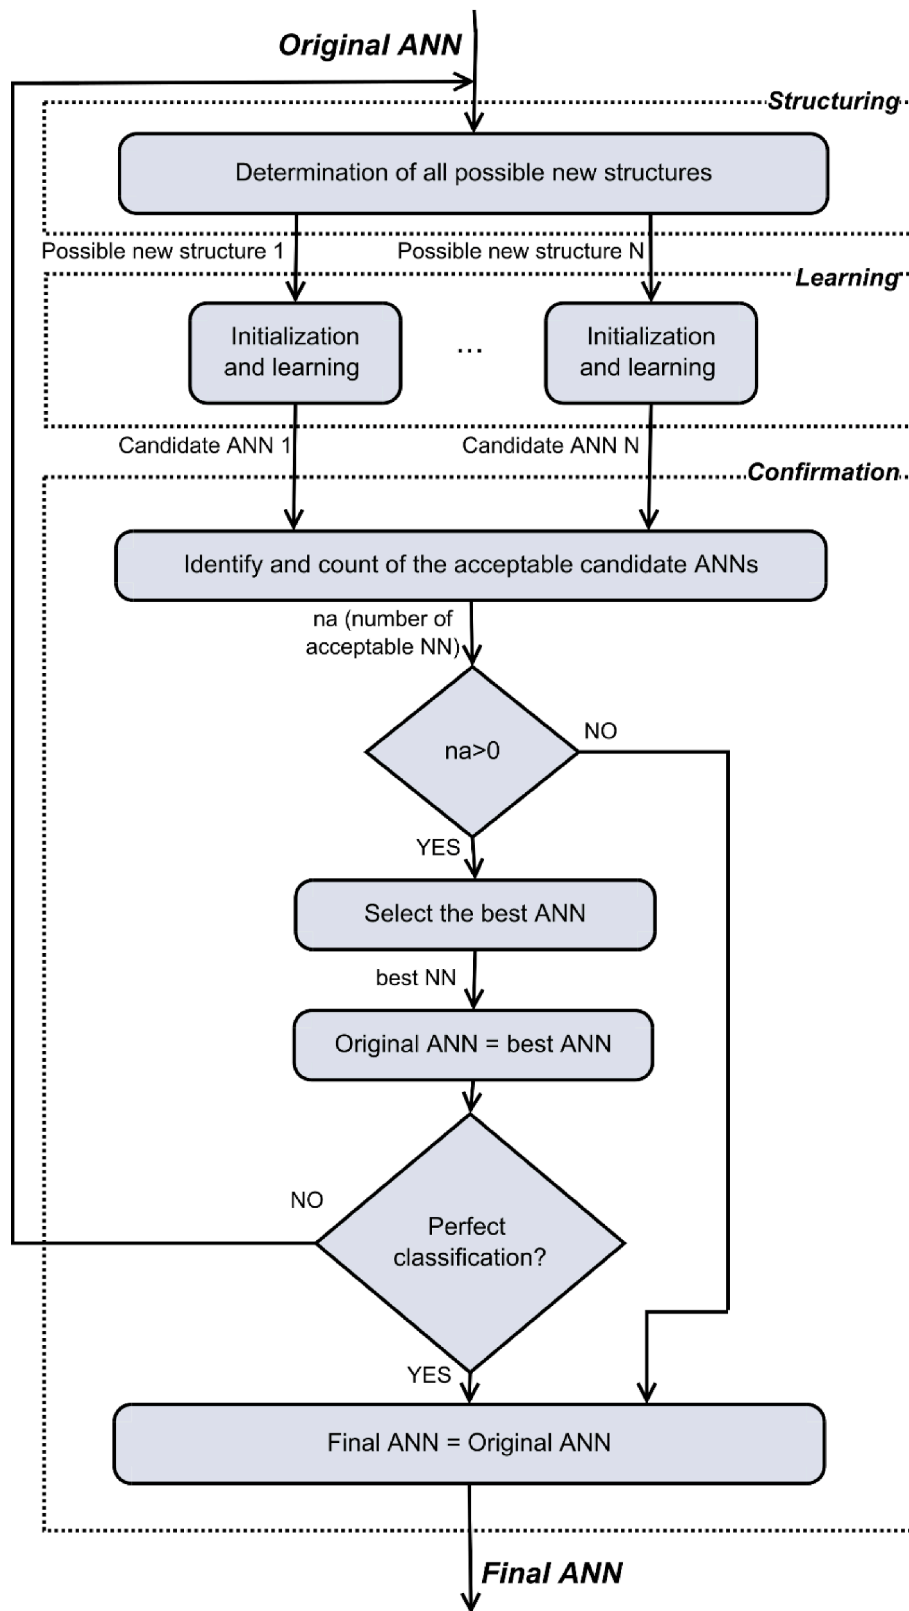 Original ANN
Structuring
Determination of all possible new structures
Possible new structure 1
Possible new structure N
Learning
Initialization
and learning
...
Initialization
and learning
Candidate ANN 1
Candidate ANN N
Confirmation
Identify and count of the acceptable candidate ANNs
na (number of
acceptable NN)
na>0
NO
YES
Select the best ANN
best NN
Original ANN = best ANN
NO
Perfect
classification?
YES
Final ANN = Original ANN
Final ANN